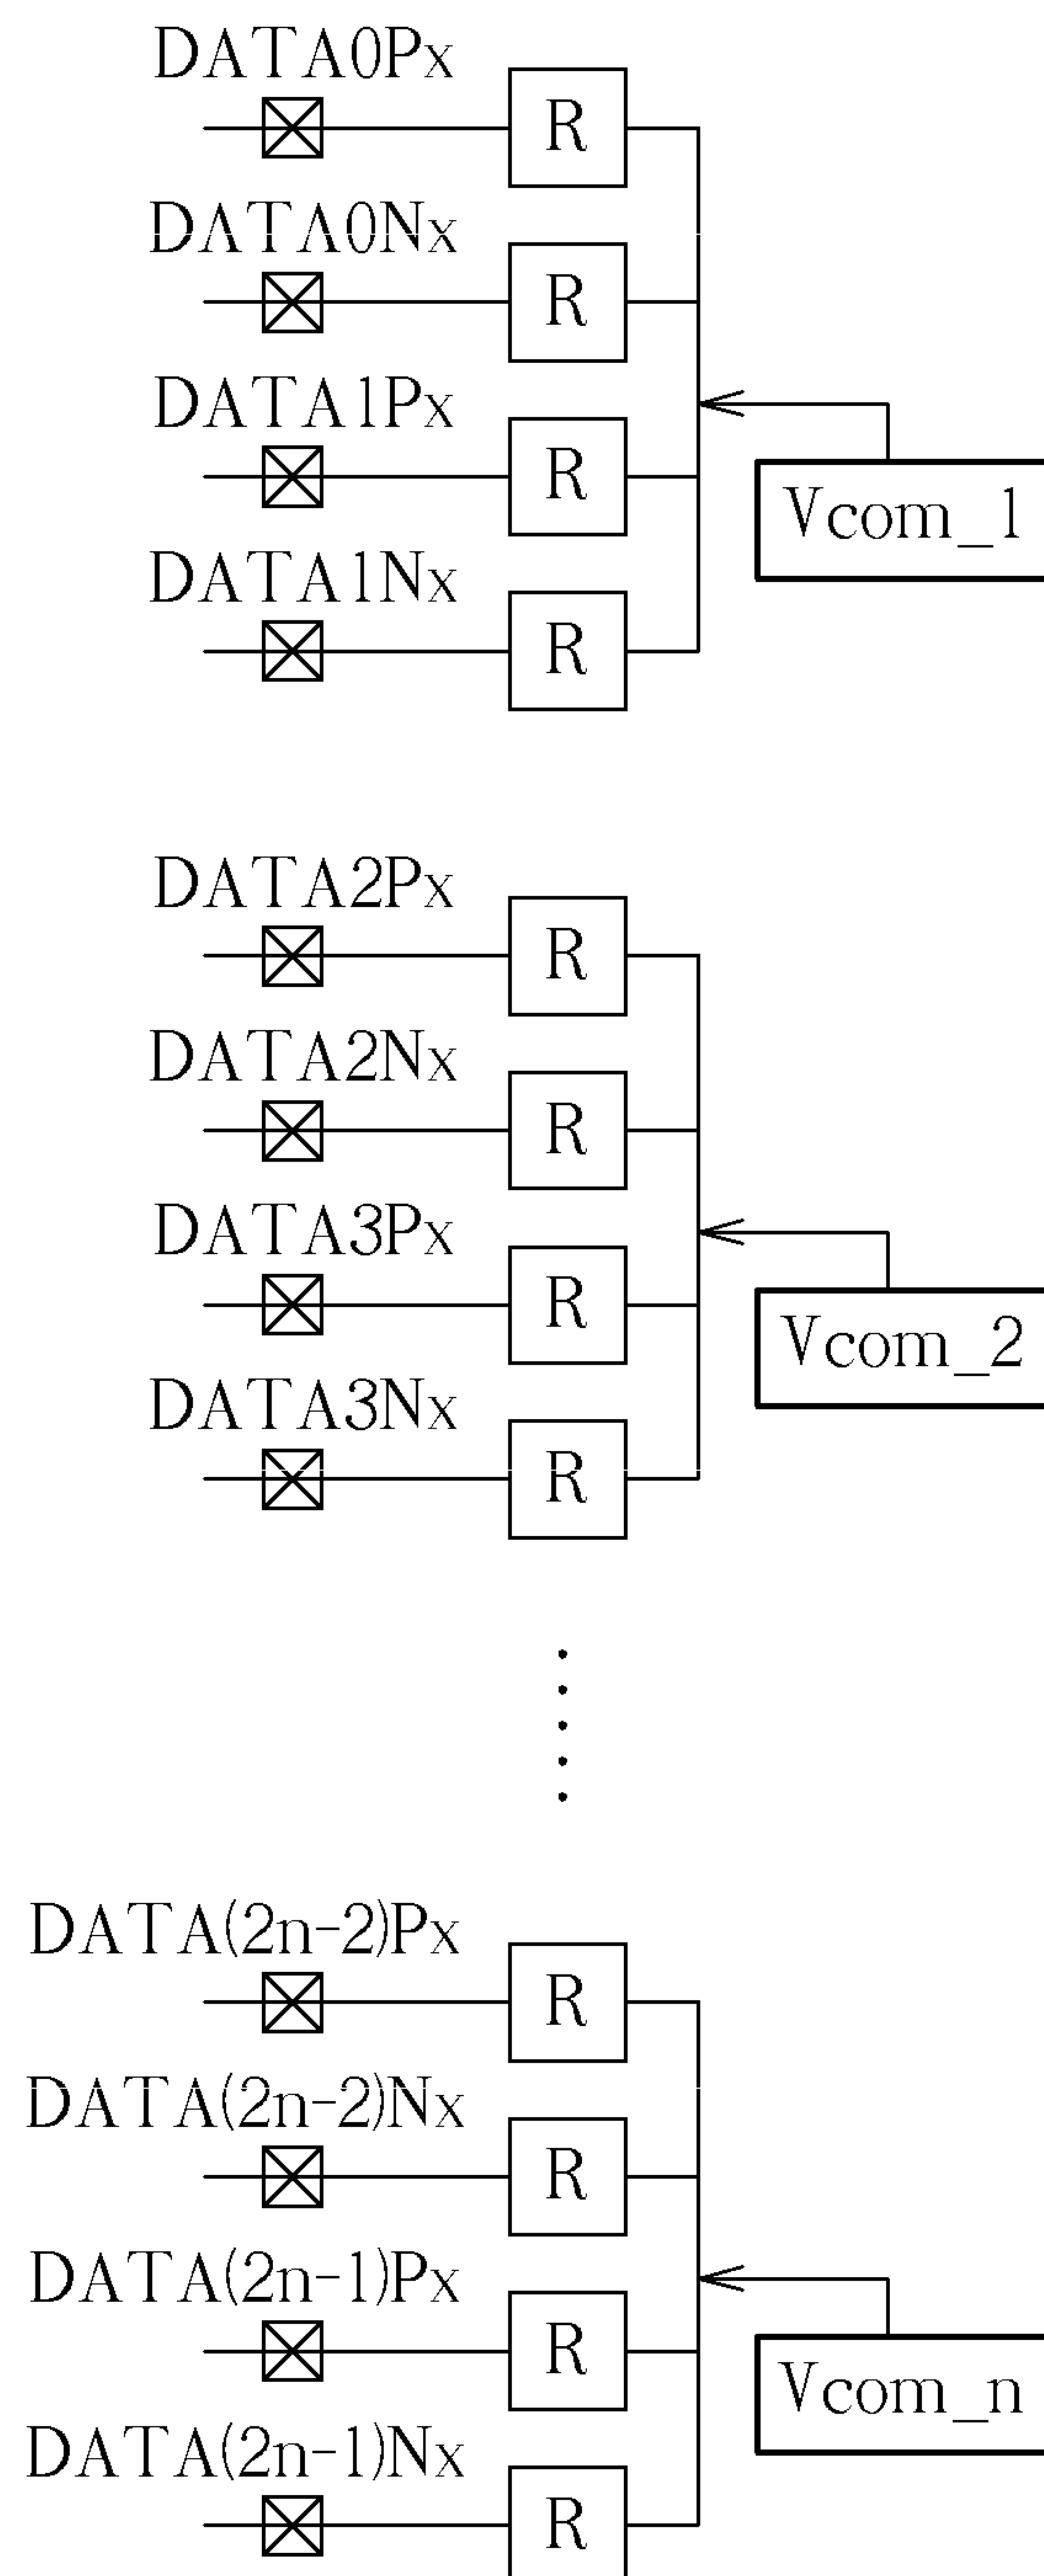 DATA0Px
R
DATA0Nx
R
DATA1Px
R
Vcom_1
DATA1Nx
R
DATA2Px
R
DATA2Nx
R
DATA3Px
R
Vcom_2
DATA3Nx
R
DATA(2n-2)Px
R
DATA(2n-2)Nx
R
DATA(2n-1)Px
R
Vcom_n
DATA(2n-1)Nx
R